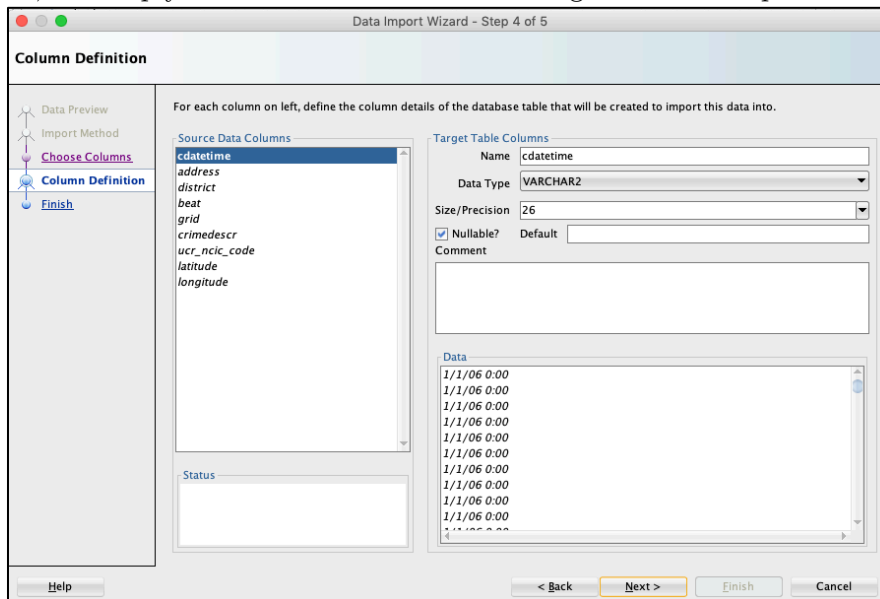 Data Import Wizard - Step 4 of 5
Column Definition
Data Preview
Import Method
Choose Columns
Column Definition
Finish
For each column on left, define the column details of the database table that will be created to import this data into.
Source Data Columns
cdatetime
address
district
beat
grid
crimedescr
ucr_ncic_code
latitude
longitude
Status
Target Table Columns
Name cdatetime
Data Type VARCHAR2
Size/Precision 26
Nullable? Default
Comment
Data
1/1/06 0:00
1/1/06 0:00
1/1/06 0:00
1/1/06 0:00
1/1/06 0:00
1/1/06 0:00
1/1/06 0:00
1/1/06 0:00
1/1/06 0:00
1/1/06 0:00
Help < Back Next > Finish Cancel